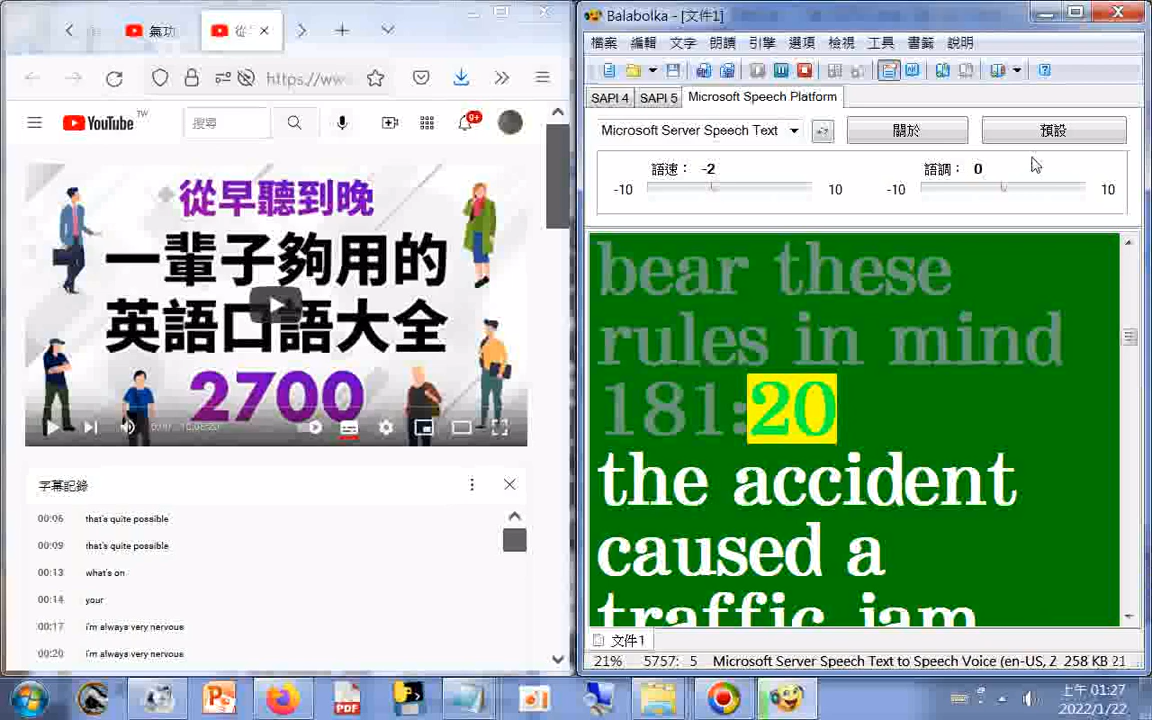 氣功
從
https://www
YouTube TW
搜尋
9+
從早聽到晚
一輩子夠用的
英語口語大全
2700
字幕記錄
00:06 that's quite possible
00:09 that's quite possible
00:13 what's on
00:14 your
00:17 i'm always very nervous
00:20 i'm always very nervous
Balabolka - [文件1]
檔案 編輯 文字 朗讀 引擎 選項 檢視 工具 書籤 說明
SAPI 4 SAPI 5 Microsoft Speech Platform
Microsoft Server Speech Text 關於 預設
語速： -2 語調： 0
-10 10 -10 10
bear these
rules in mind
181:20
the accident
caused a
traffic jam
文件1
21% 5757: 5 Microsoft Server Speech Text to Speech Voice (en-US, Z 258 KB 21
PDF
上午 01:27
2022/1/22